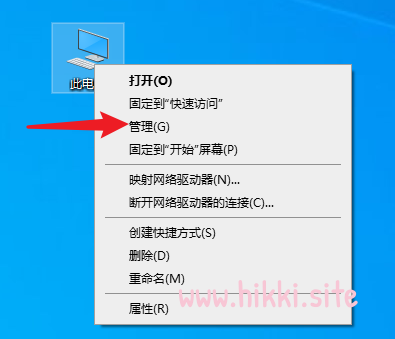 此电
打开(O)
固定到"快速访问"
管理(G)
固定到"开始"屏幕(P)
映射网络驱动器(N)...
断开网络驱动器的连接(C)...
创建快捷方式(S)
删除(D)
重命名(M)
属性(R)
www.hikki.site